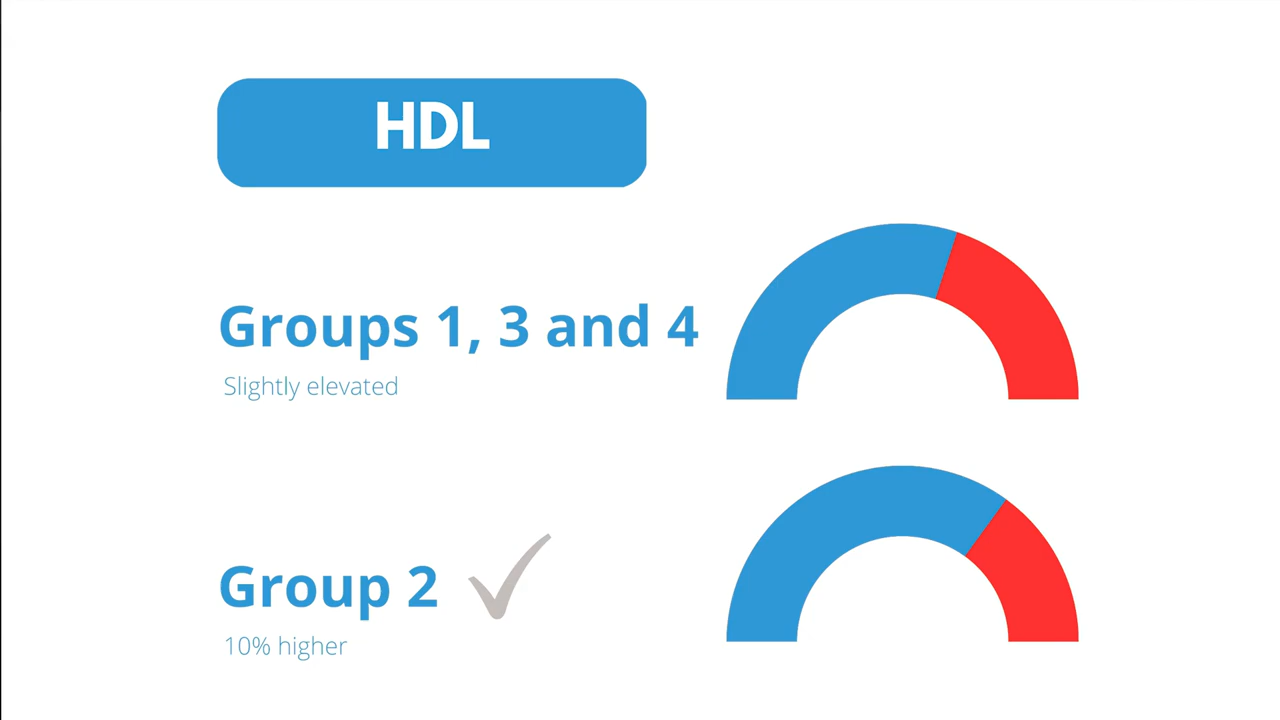 HDL
Groups 1, 3 and 4
Slightly elevated
Group 2
10% higher